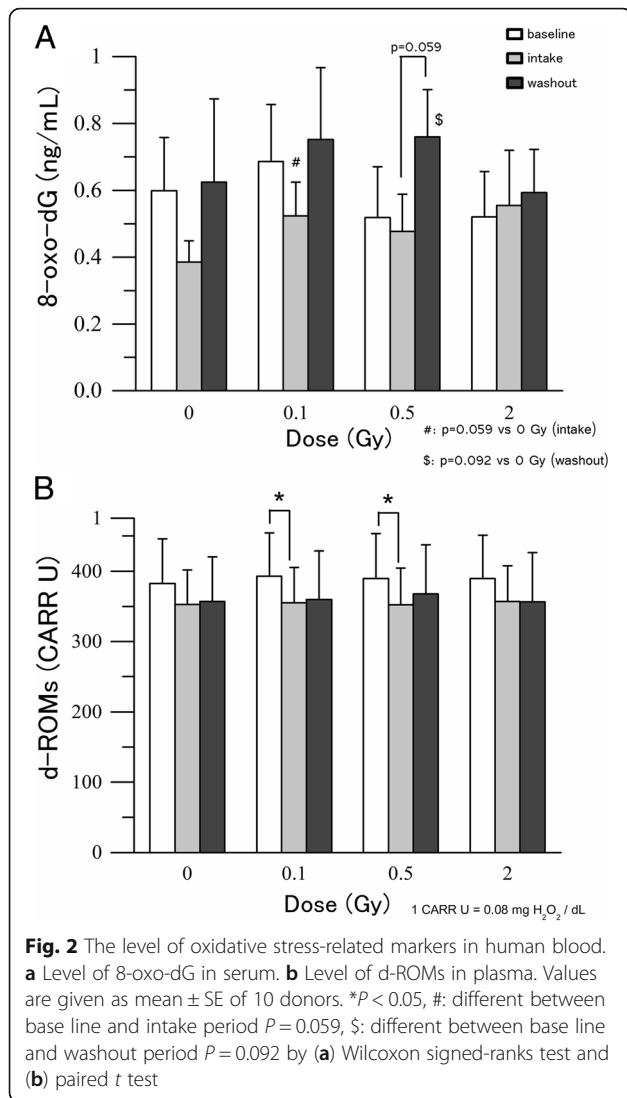 A
p=0.059
baseline
intake
washout
8-oxo-dG (ng/mL)
1
0.8
0.6
0.4
0.2
0.0
#
$
0 0.1 0.5 2
Dose (Gy)
#: p=0.059 vs 0 Gy (intake)
$: p=0.092 vs 0 Gy (washout)
B
d-ROMs (CARR U)
1
400
300
200
100
0
* *
0 0.1 0.5 2
Dose (Gy)
1 CARR U = 0.08 mg H₂O₂ / dL
Fig. 2 The level of oxidative stress-related markers in human blood.
a Level of 8-oxo-dG in serum. b Level of d-ROMs in plasma. Values
are given as mean ± SE of 10 donors. *P < 0.05, #: different between
base line and intake period P = 0.059, $: different between base line
and washout period P = 0.092 by (a) Wilcoxon signed-ranks test and
(b) paired t test